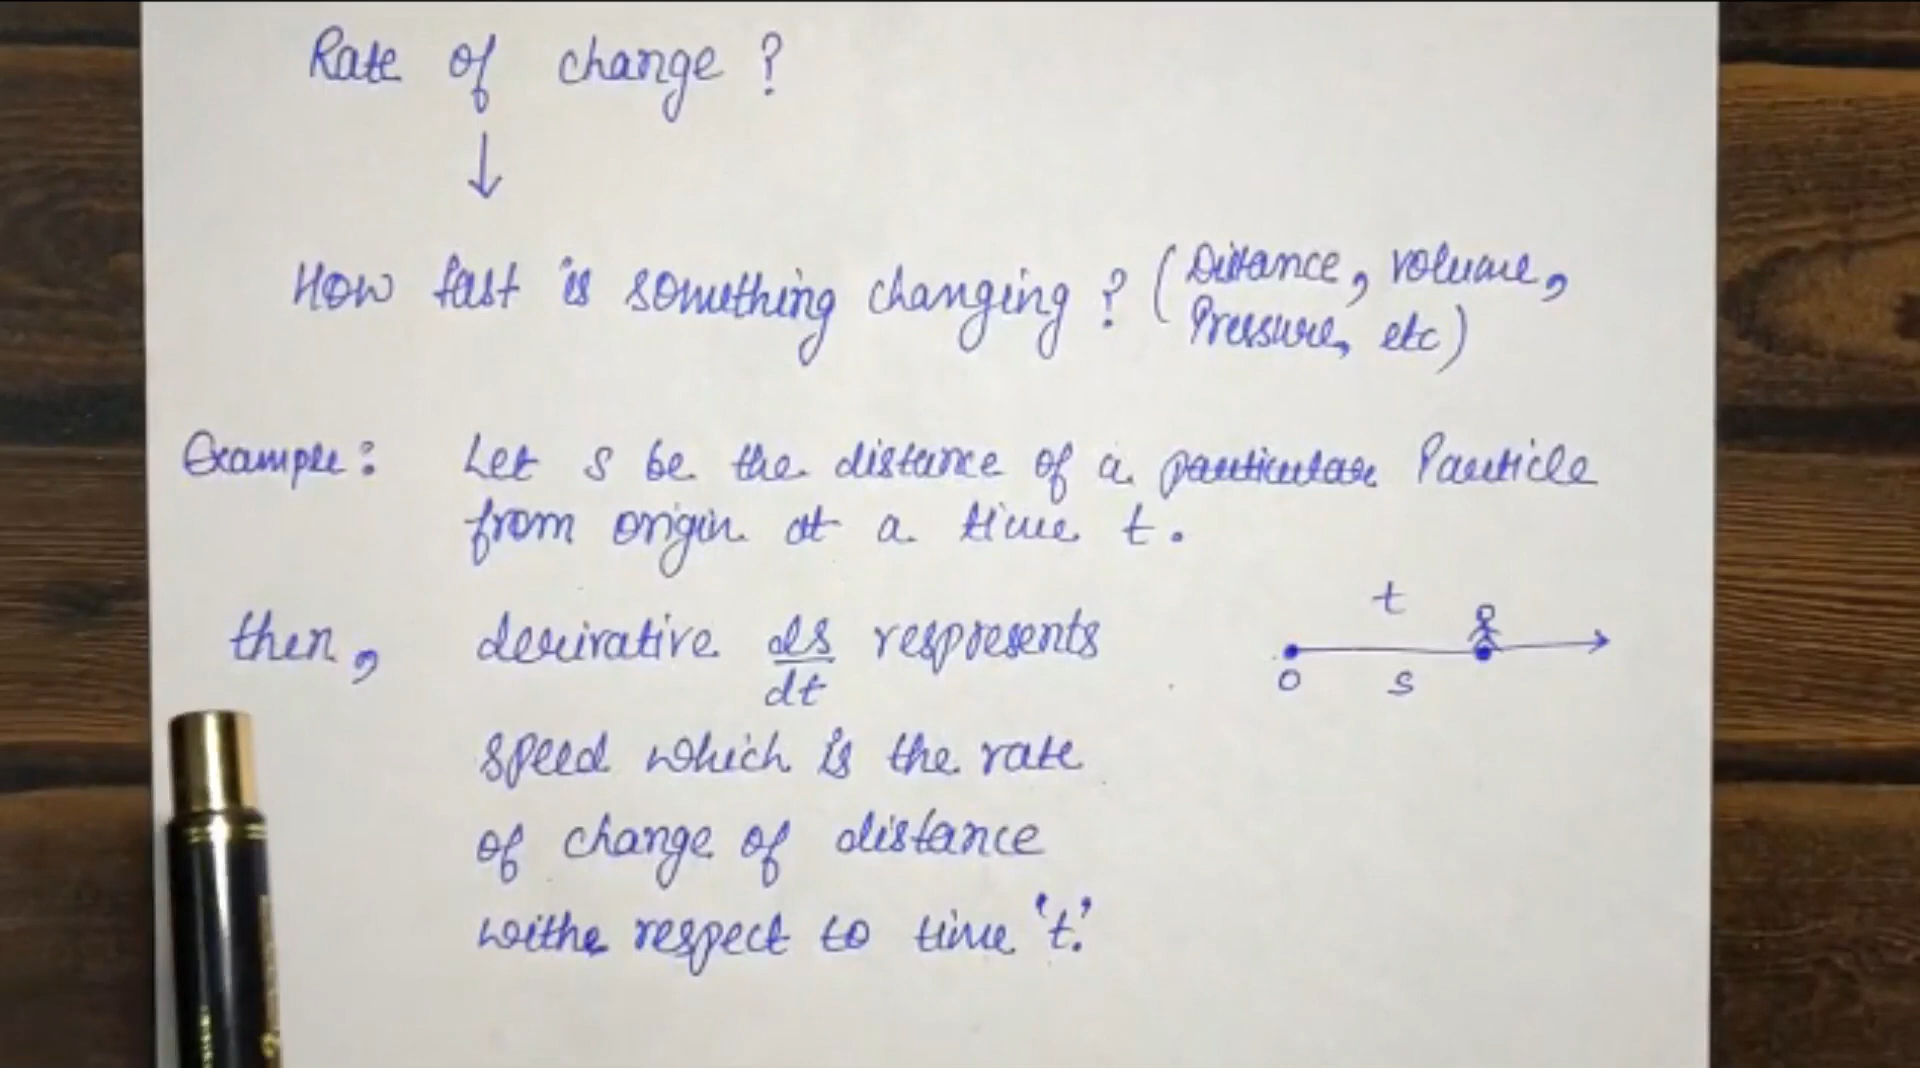 Rate of change ?
↓
How fast is something changing ? (Distance, volume,
Pressure, etc)
Example : Let s be the distance of a particular Particle
from origin at a time t.
then, derivative ds/dt respresents
t
O s
speed which is the rate
of change of distance
withe respect to time 't'.